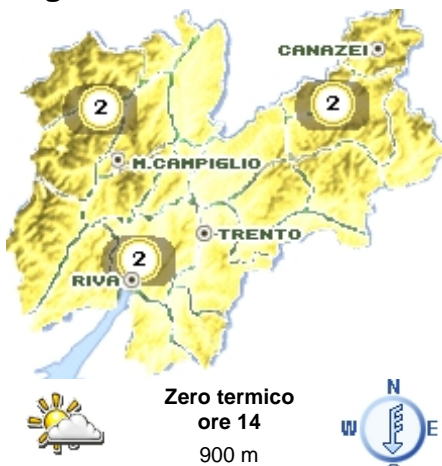 CANAZEI
2
2
M.CAMPIGLIO
TRENTO
2
RIVA
Zero termico
ore 14
900 m
N
W E